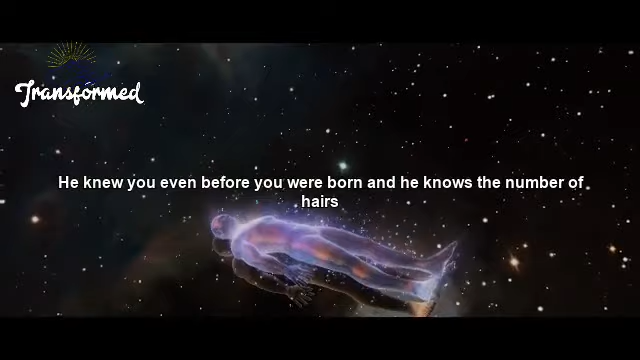 Transformed
He knew you even before you were born and he knows the number of
hairs